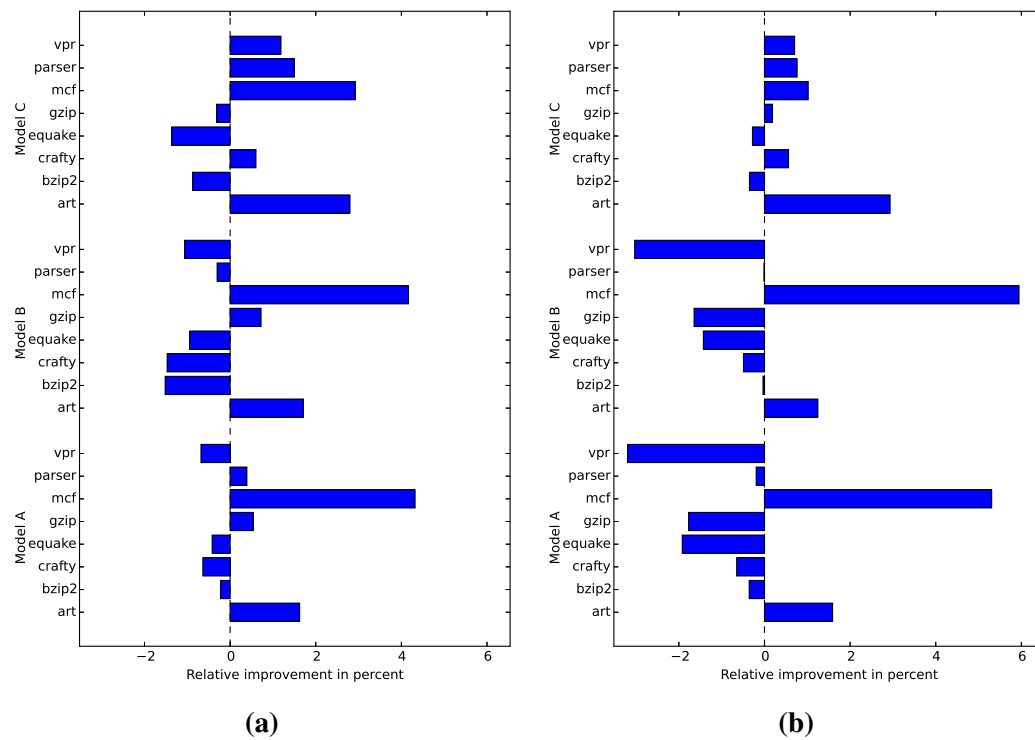 Model C
vpr
parser
mcf
gzip
equake
crafty
bzip2
art
Model B
vpr
parser
mcf
gzip
equake
crafty
bzip2
art
Model A
vpr
parser
mcf
gzip
equake
crafty
bzip2
art
−2 0 2 4 6
Relative improvement in percent
(a)
Model C
vpr
parser
mcf
gzip
equake
crafty
bzip2
art
Model B
vpr
parser
mcf
gzip
equake
crafty
bzip2
art
Model A
vpr
parser
mcf
gzip
equake
crafty
bzip2
art
−2 0 2 4 6
Relative improvement in percent
(b)